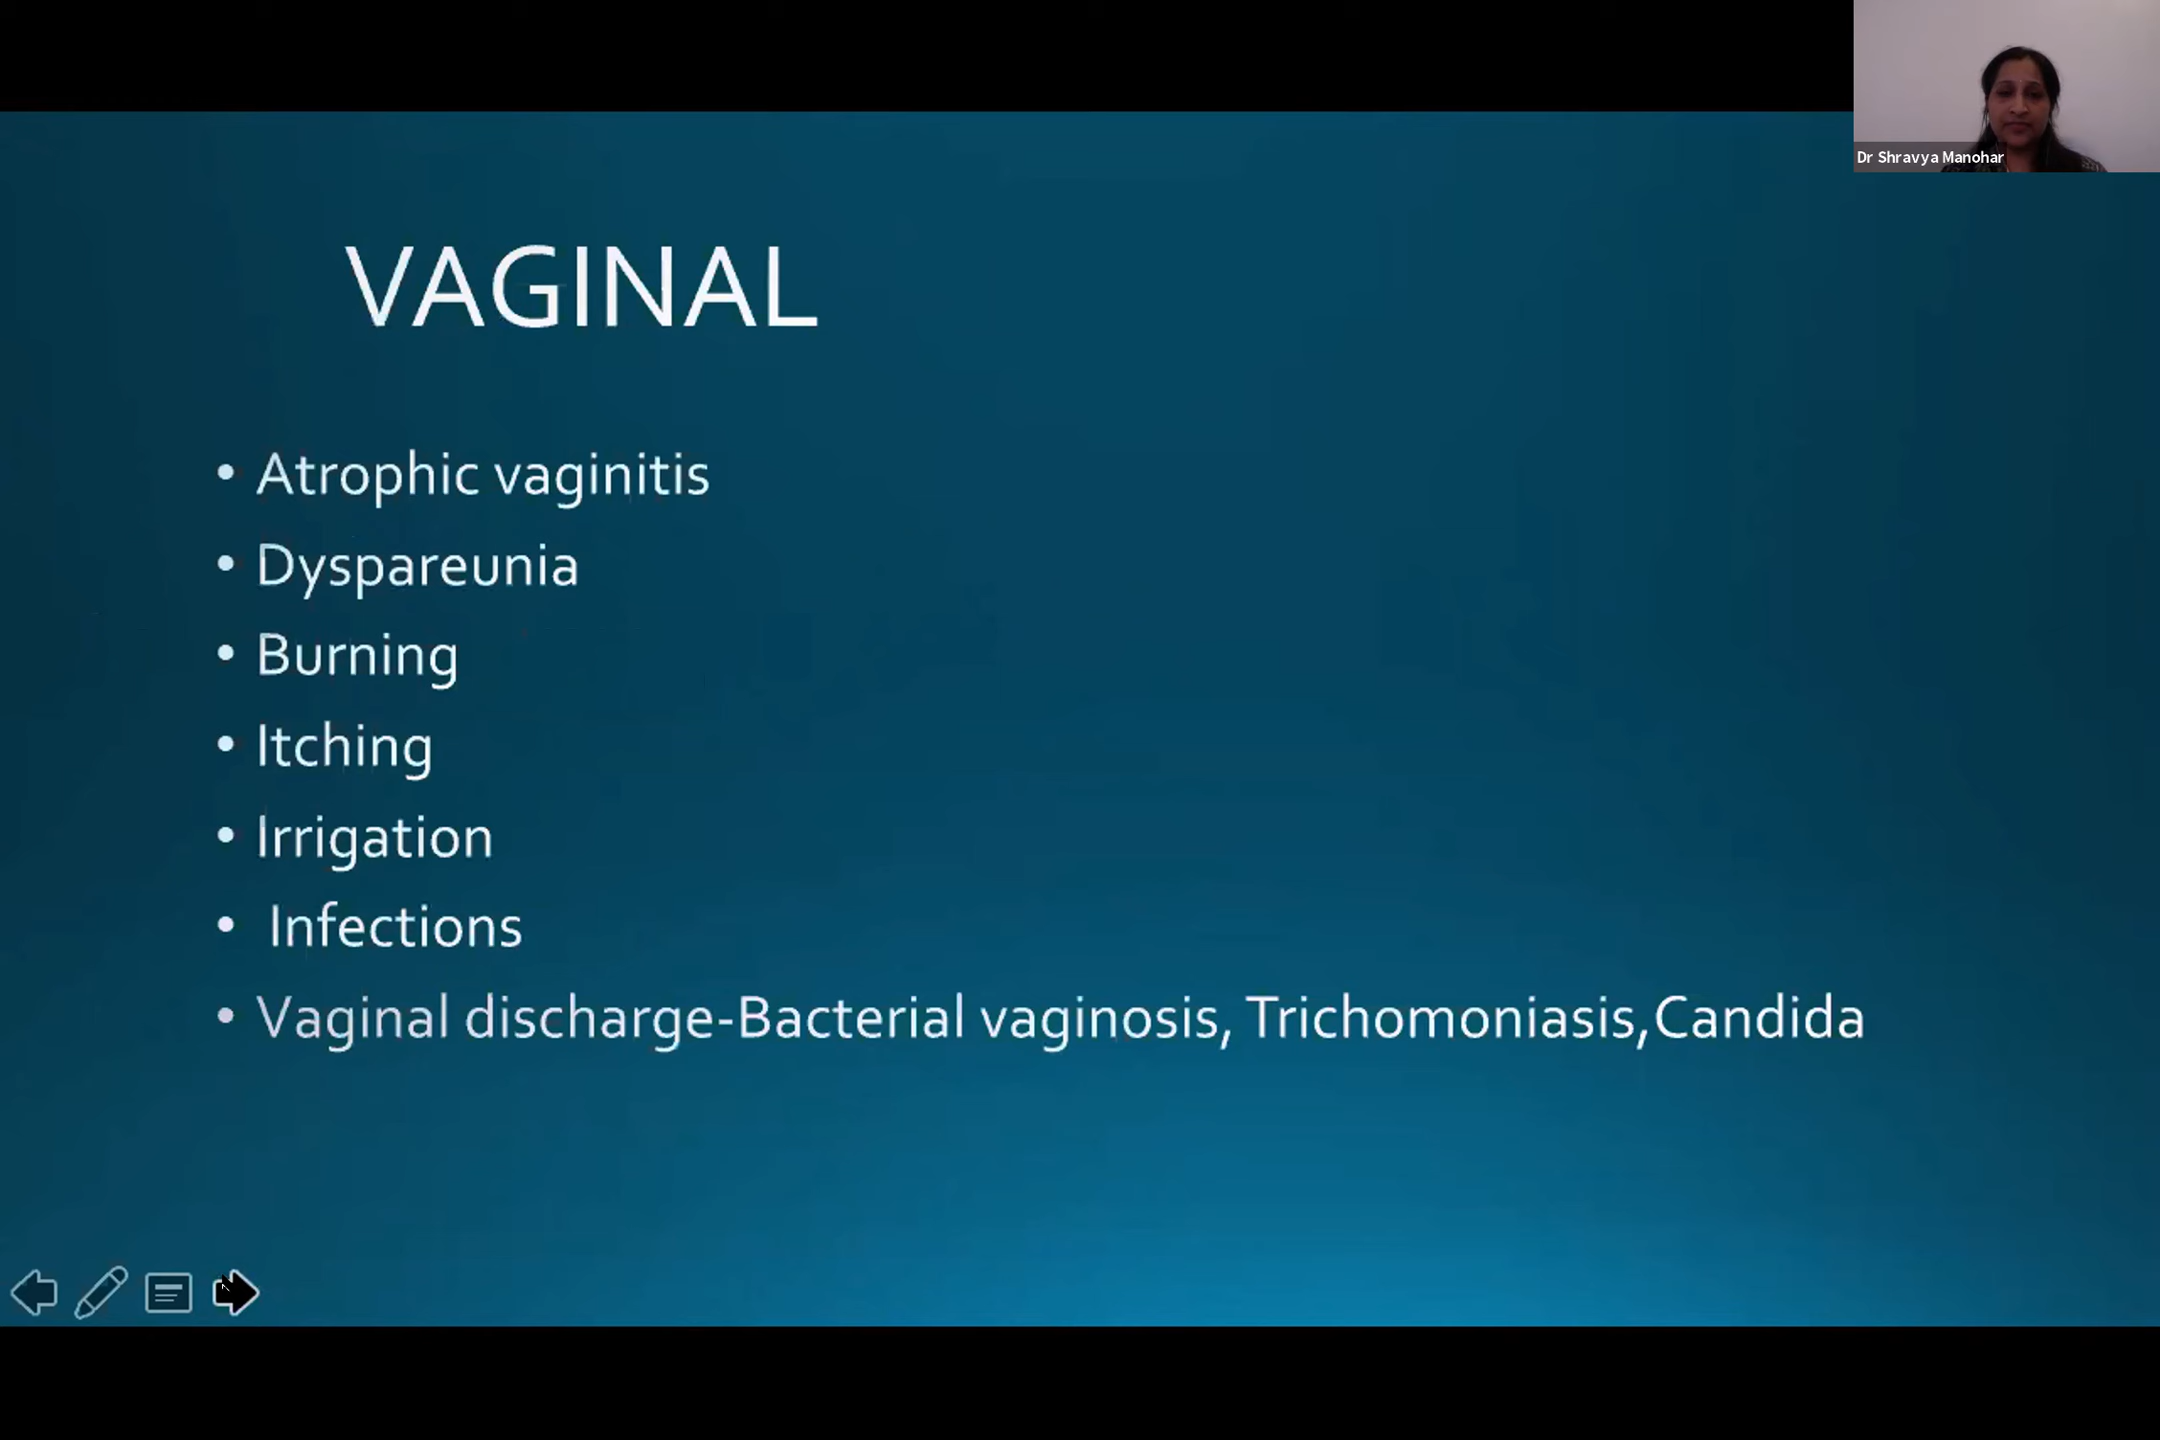 Dr Shravya Manohar
VAGINAL
• Atrophic vaginitis
• Dyspareunia
• Burning
• Itching
• Irrigation
• Infections
• Vaginal discharge-Bacterial vaginosis, Trichomoniasis,Candida